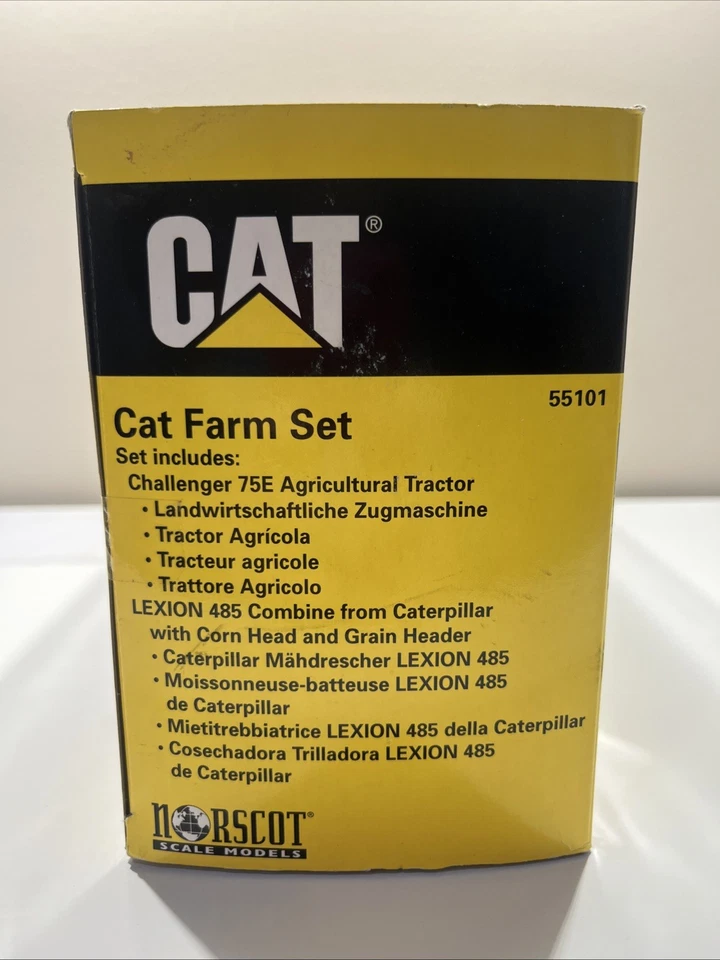 CAT®
55101
Cat Farm Set
Set includes:
Challenger 75E Agricultural Tractor
• Landwirtschaftliche Zugmaschine
• Tractor Agrícola
• Tracteur agricole
• Trattore Agricolo
LEXION 485 Combine from Caterpillar
with Corn Head and Grain Header
• Caterpillar Mähdrescher LEXION 485
• Moissonneuse-batteuse LEXION 485
de Caterpillar
• Mietitrebbiatrice LEXION 485 della Caterpillar
• Cosechadora Trilladora LEXION 485
de Caterpillar
NORSCOT®
SCALE MODELS